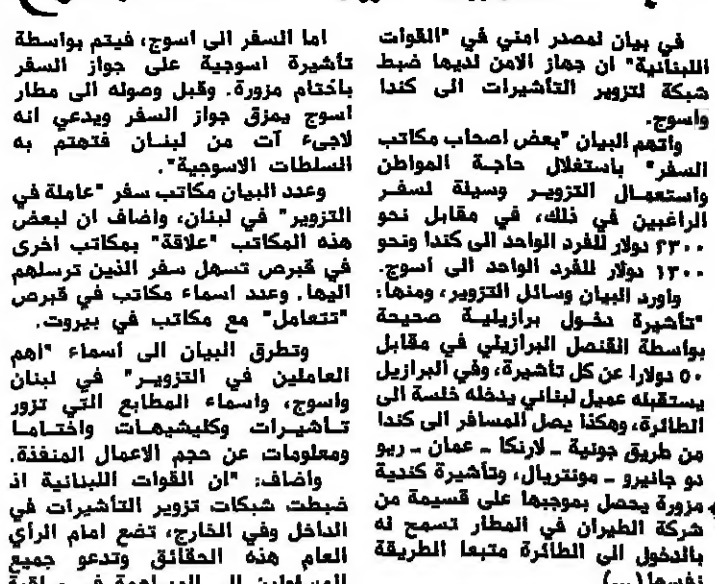 في بيان لمصدر امني في "القوات
اللبنانية" ان جهاز الامن لديها ضبط
شبكة لتزوير التأشيرات الى كندا
واسوج.
واتهم البيان "بعض اصحاب مكاتب
السفر" باستغلال حاجة المواطن
واستعمال التزوير وسيلة لسفر
الراغبين في ذلك، في مقابل نحو
٢٣٠٠ دولار للفرد الواحد الى كندا ونحو
١٣٠٠ دولار للفرد الواحد الى أسوج.
وأورد البيان وسائل التزوير، ومنها:
"تأشيرة دخول برازيلية صحيحة
بواسطة القنصل البرازيلي في مقابل
٥٠ دولارا عن كل تأشيرة، وفي البرازيل
يستقبله عميل لبناني يدخله خلسة الى
الطائرة، وهكذا يصل المسافر الى كندا
من طريق جونية - لارنكا - عمان - ريو
دو جانيرو - مونتريال، وتأشيرة كندية
مزورة يحصل بموجبها على قسيمة من
شركة الطيران في المطار تسمح له
بالدخول الى الطائرة متبعا الطريقة
نفسها(...)
اما السفر الى اسوج، فيتم بواسطة
تأشيرة اسوجية على جواز السفر
باختام مزورة. وقبل وصوله الى مطار
اسوج يمزق جواز السفر ويدعي انه
لاجىء آت من لبنان فتهتم به
السلطات الاسوجية".
وعدد البيان مكاتب سفر "عاملة في
التزوير" في لبنان، واضاف ان لبعض
هذه المكاتب "علاقة" بمكاتب اخرى
في قبرص تسهل سفر الذين ترسلهم
اليها. وعدد اسماء مكاتب في قبرص
"تتعامل" مع مكاتب في بيروت.
وتطرق البيان الى أسماء "اهم
العاملين في التزوير" في لبنان
واسوج، واسماء المطابع التي تزور
تأشيرات وكليشيهات واختاما
ومعلومات عن حجم الاعمال المنفذة.
واضاف: "ان القوات اللبنانية اذ
ضبطت شبكات تزوير التأشيرات في
الداخل وفي الخارج، تضع امام الرأي
العام هذه الحقائق وتدعو جميع
المسؤولين الى المساهمة في